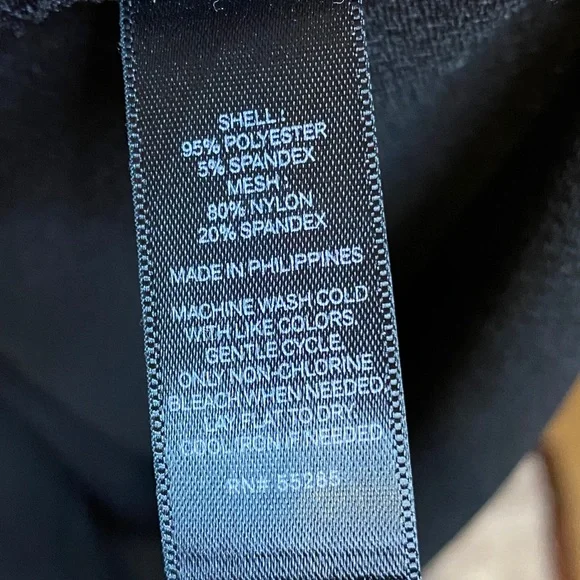 SHELL:
95% POLYESTER
5% SPANDEX
MESH:
80% NYLON
20% SPANDEX
MADE IN PHILIPPINES
MACHINE WASH COLD
WITH LIKE COLORS.
GENTLE CYCLE.
ONLY NON-CHLORINE
BLEACH WHEN NEEDED.
LAY FLAT TO DRY.
COOL IRON IF NEEDED
RN# 55285